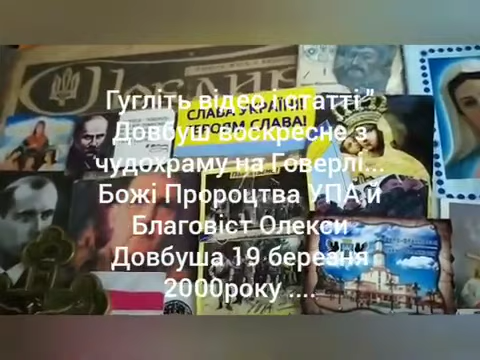 СЛАВА УКРАЇНІ
ГЕРОЯМ СЛАВА!
Гугліть відео і статті "
Довбуш воскресне з
чудохраму на Говерлі...
Божі Пророцтва УПА й
Благовіст Олекси
Довбуша 19 березня
2000року ....